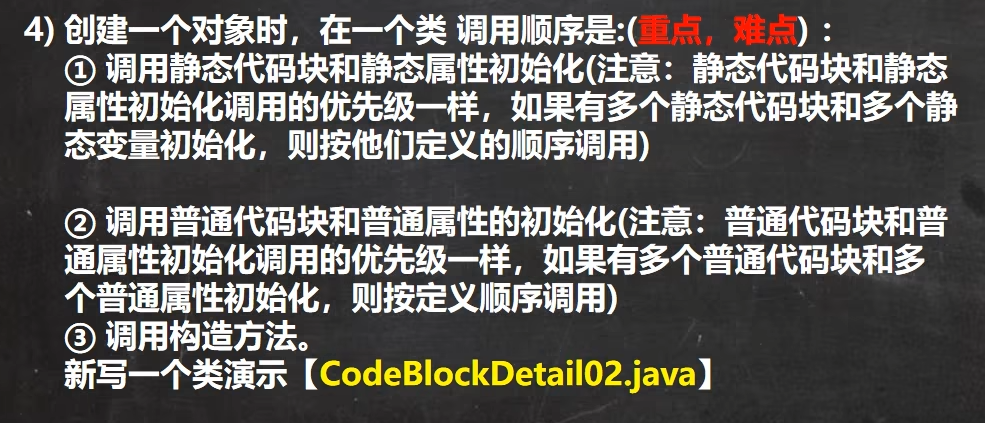 4) 创建一个对象时，在一个类 调用顺序是:(重点，难点)：
① 调用静态代码块和静态属性初始化(注意：静态代码块和静态
属性初始化调用的优先级一样，如果有多个静态代码块和多个静
态变量初始化，则按他们定义的顺序调用)
② 调用普通代码块和普通属性的初始化(注意：普通代码块和普
通属性初始化调用的优先级一样，如果有多个普通代码块和多
个普通属性初始化，则按定义顺序调用)
③ 调用构造方法。
新写一个类演示【CodeBlockDetail02.java】